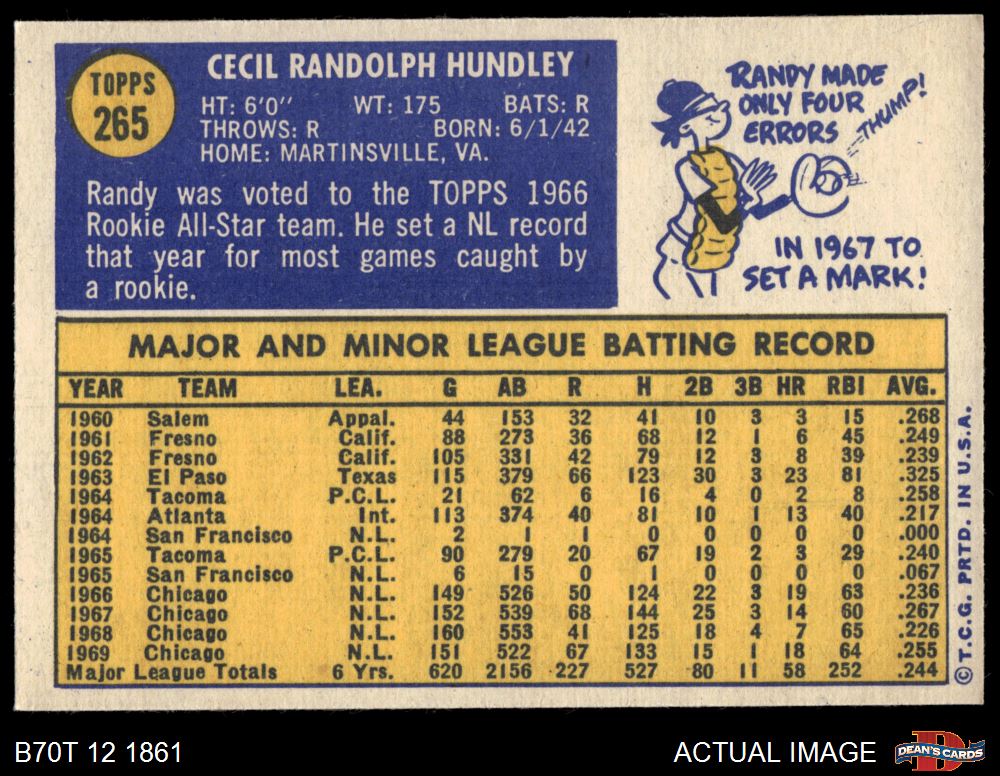 TOPPS
265
CECIL RANDOLPH HUNDLEY
HT: 6'0" WT: 175 BATS: R
THROWS: R BORN: 6/1/42
HOME: MARTINSVILLE, VA.
Randy was voted to the TOPPS 1966
Rookie All-Star team. He set a NL record
that year for most games caught by
a rookie.
RANDY MADE
ONLY FOUR
ERRORS
THUMP!
IN 1967 TO
SET A MARK!
MAJOR AND MINOR LEAGUE BATTING RECORD
YEAR TEAM LEA. G AB R H 2B 3B HR RBI AVG.
1960 Salem Appal. 44 153 32 41 10 3 3 15 .268
1961 Fresno Calif. 88 273 36 68 12 1 6 45 .249
1962 Fresno Calif. 105 331 42 79 12 3 8 39 .239
1963 El Paso Texas 115 379 66 123 30 3 23 81 .325
1964 Tacoma P.C.L. 21 62 6 16 4 0 2 8 .258
1964 Atlanta Int. 113 374 40 81 10 1 13 40 .217
1964 San Francisco N.L. 2 1 1 0 0 0 0 0 .000
1965 Tacoma P.C.L. 90 279 20 67 19 2 3 29 .240
1965 San Francisco N.L. 6 15 0 1 0 0 0 0 .067
1966 Chicago N.L. 149 526 50 124 22 3 19 63 .236
1967 Chicago N.L. 152 539 68 144 25 3 14 60 .267
1968 Chicago N.L. 160 553 41 125 18 4 7 65 .226
1969 Chicago N.L. 151 522 67 133 15 1 18 64 .255
Major League Totals 6 Yrs. 620 2156 227 527 80 11 58 252 .244
©T.C.G. PRTD. IN U.S.A.
B70T 12 1861
ACTUAL IMAGE
DEAN'S CARDS